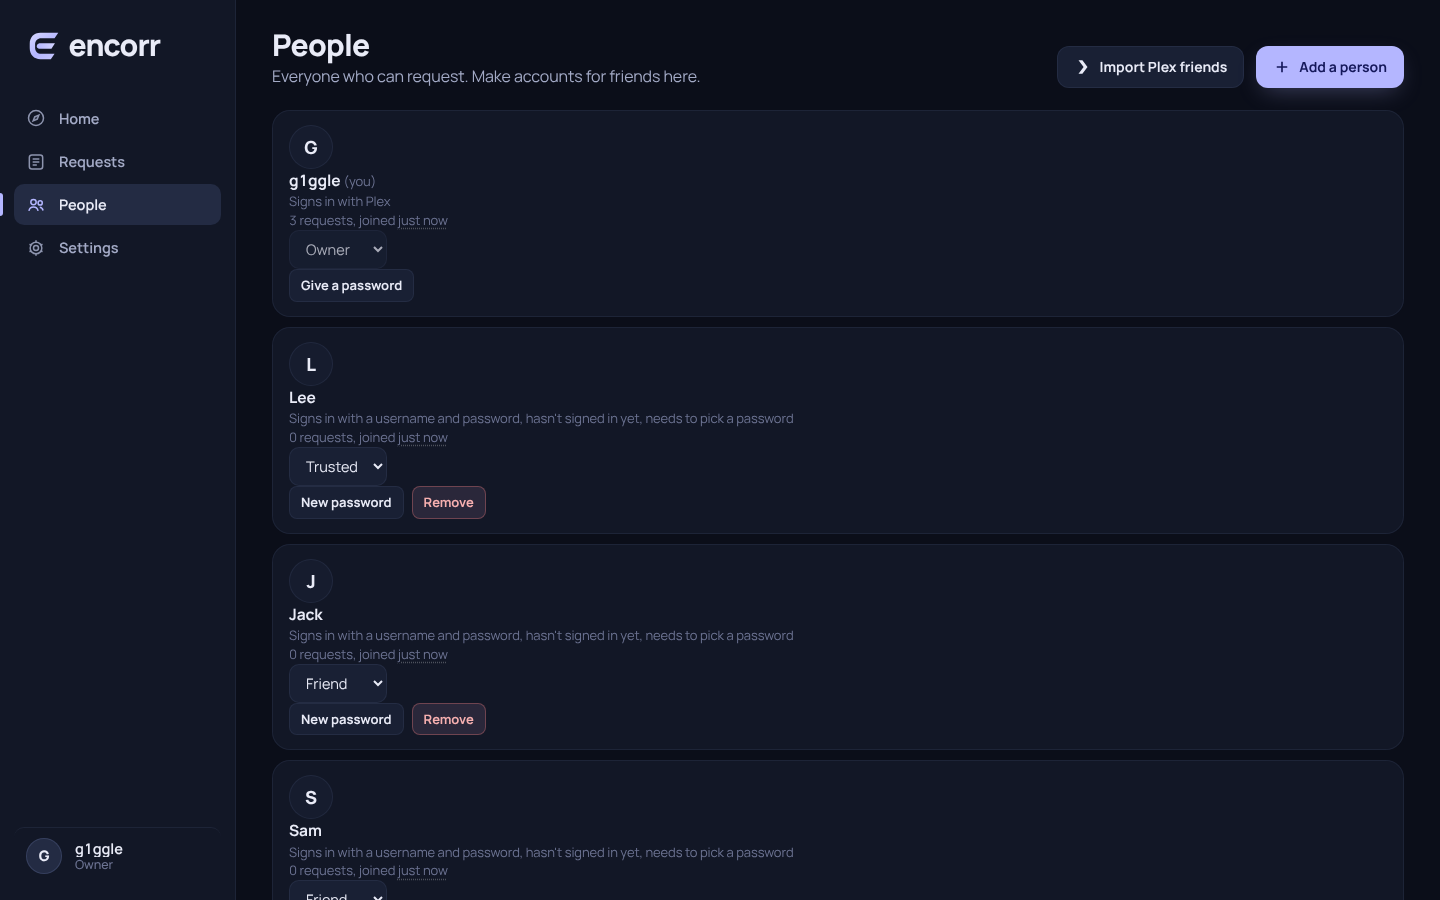 encorr
Home
Requests
People
Settings
G
g1ggle
Owner
People
Everyone who can request. Make accounts for friends here.
Import Plex friends
Add a person
G
g1ggle (you)
Signs in with Plex
3 requests, joined just now
Owner
Give a password
L
Lee
Signs in with a username and password, hasn't signed in yet, needs to pick a password
0 requests, joined just now
Trusted
New password
Remove
J
Jack
Signs in with a username and password, hasn't signed in yet, needs to pick a password
0 requests, joined just now
Friend
New password
Remove
S
Sam
Signs in with a username and password, hasn't signed in yet, needs to pick a password
0 requests, joined just now
Friend